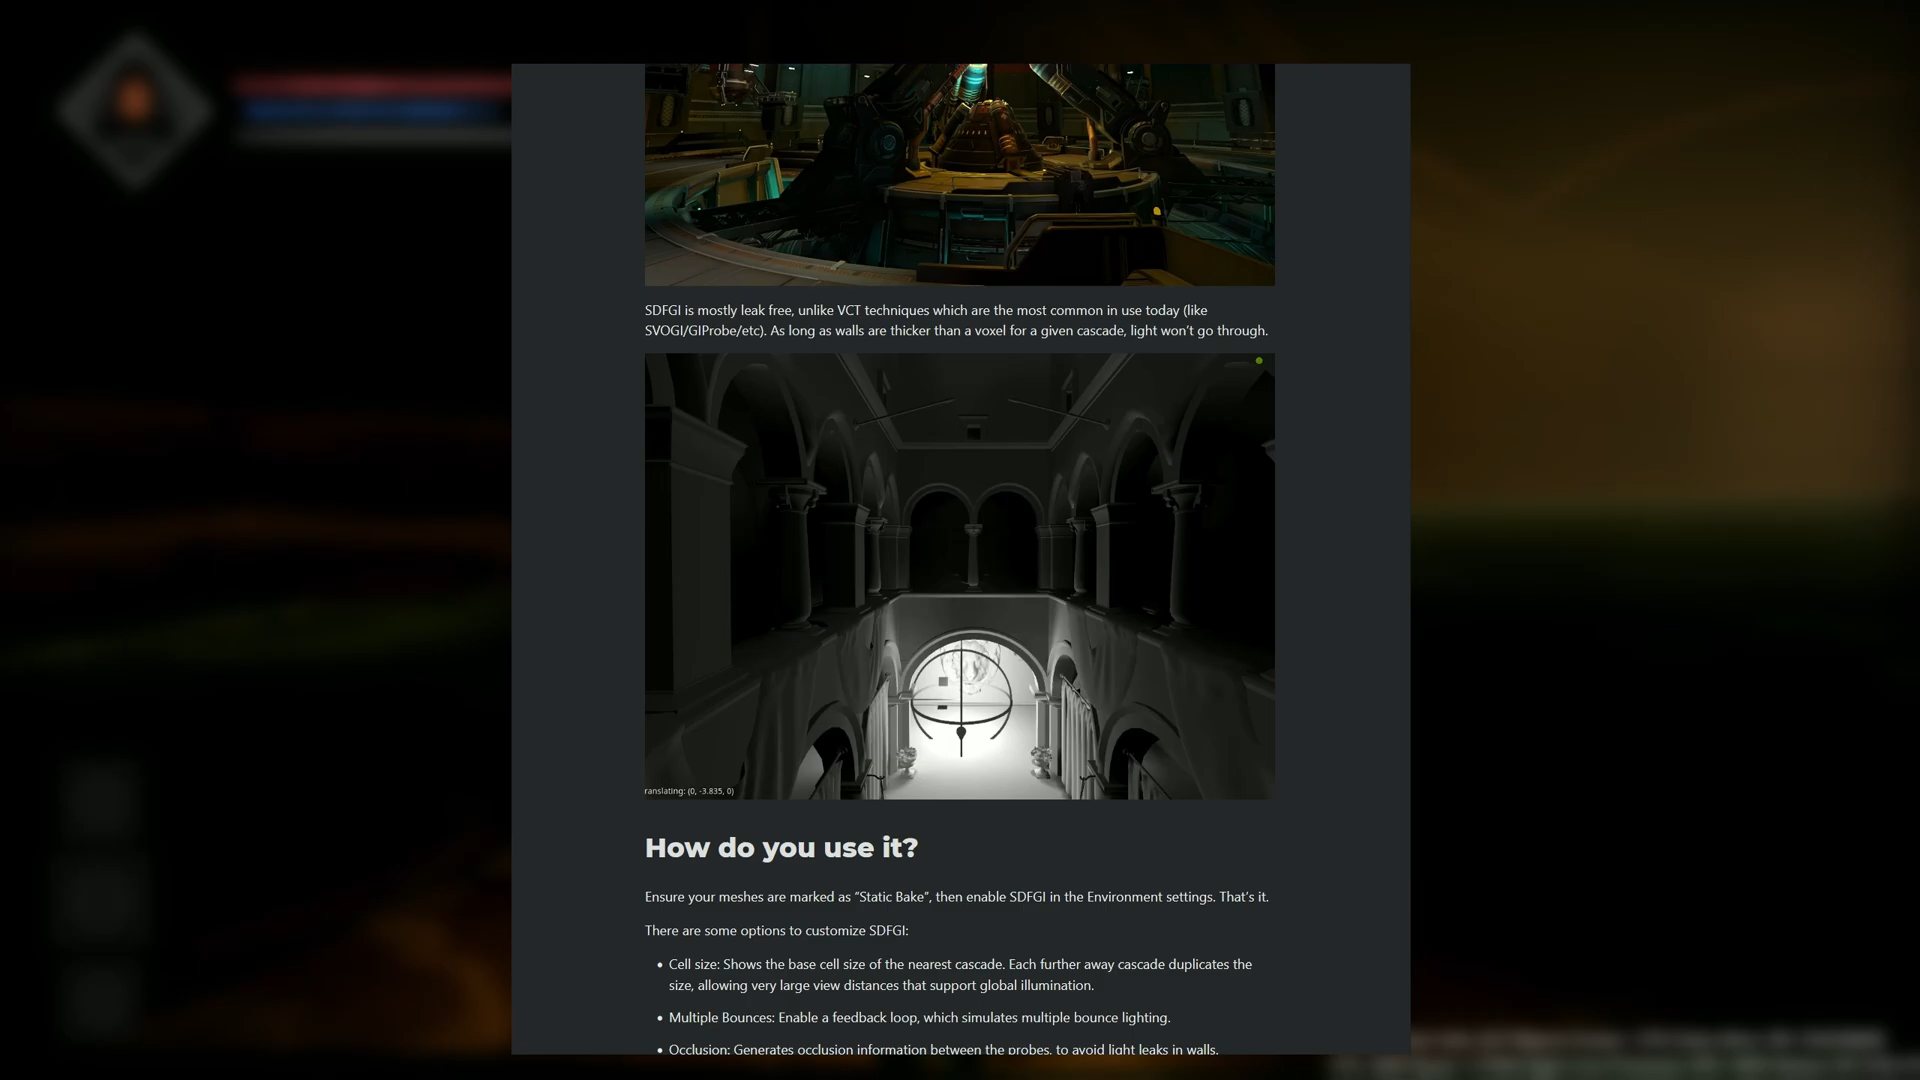 SDFGI is mostly leak free, unlike VCT techniques which are the most common in use today (like
SVOGI/GIProbe/etc). As long as walls are thicker than a voxel for a given cascade, light won’t go through.
ranslating: (0, -3.835, 0)
How do you use it?
Ensure your meshes are marked as “Static Bake”, then enable SDFGI in the Environment settings. That’s it.
There are some options to customize SDFGI:
• Cell size: Shows the base cell size of the nearest cascade. Each further away cascade duplicates the
size, allowing very large view distances that support global illumination.
• Multiple Bounces: Enable a feedback loop, which simulates multiple bounce lighting.
• Occlusion: Generates occlusion information between the probes, to avoid light leaks in walls.